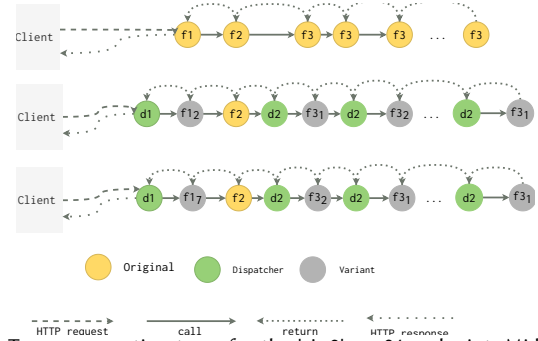 Client f1 f2 f3 f3 f3 ... f3
Client d1 f1₂ f2 d2 f3₁ d2 f3₂ ... d2 f3₁
Client d1 f1₇ f2 d2 f3₂ d2 f3₁ ... d2 f3₁
Original Dispatcher Variant
HTTP request call return HTTP response